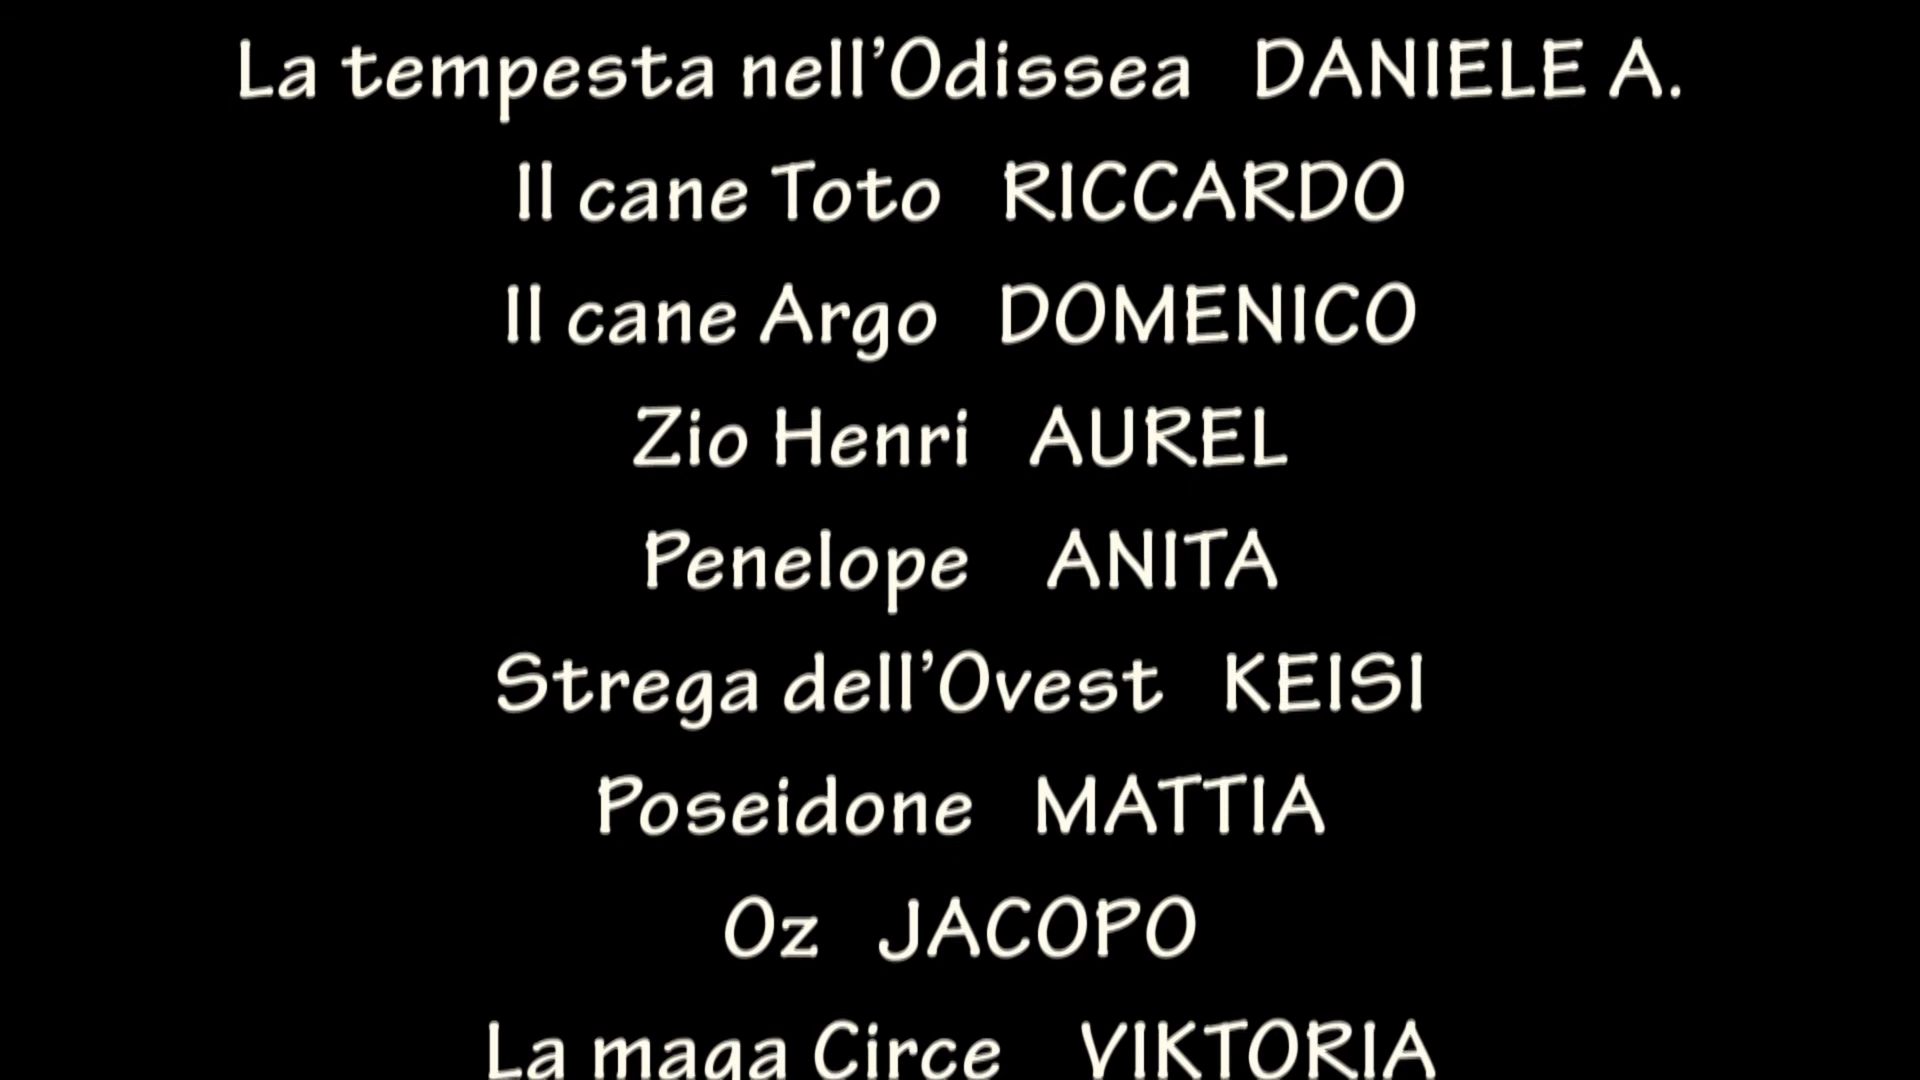 La tempesta nell’Odissea DANIELE A.
Il cane Toto RICCARDO
Il cane Argo DOMENICO
Zio Henri AUREL
Penelope ANITA
Strega dell’Ovest KEISI
Poseidone MATTIA
Oz JACOPO
La maga Circe VIKTORIA